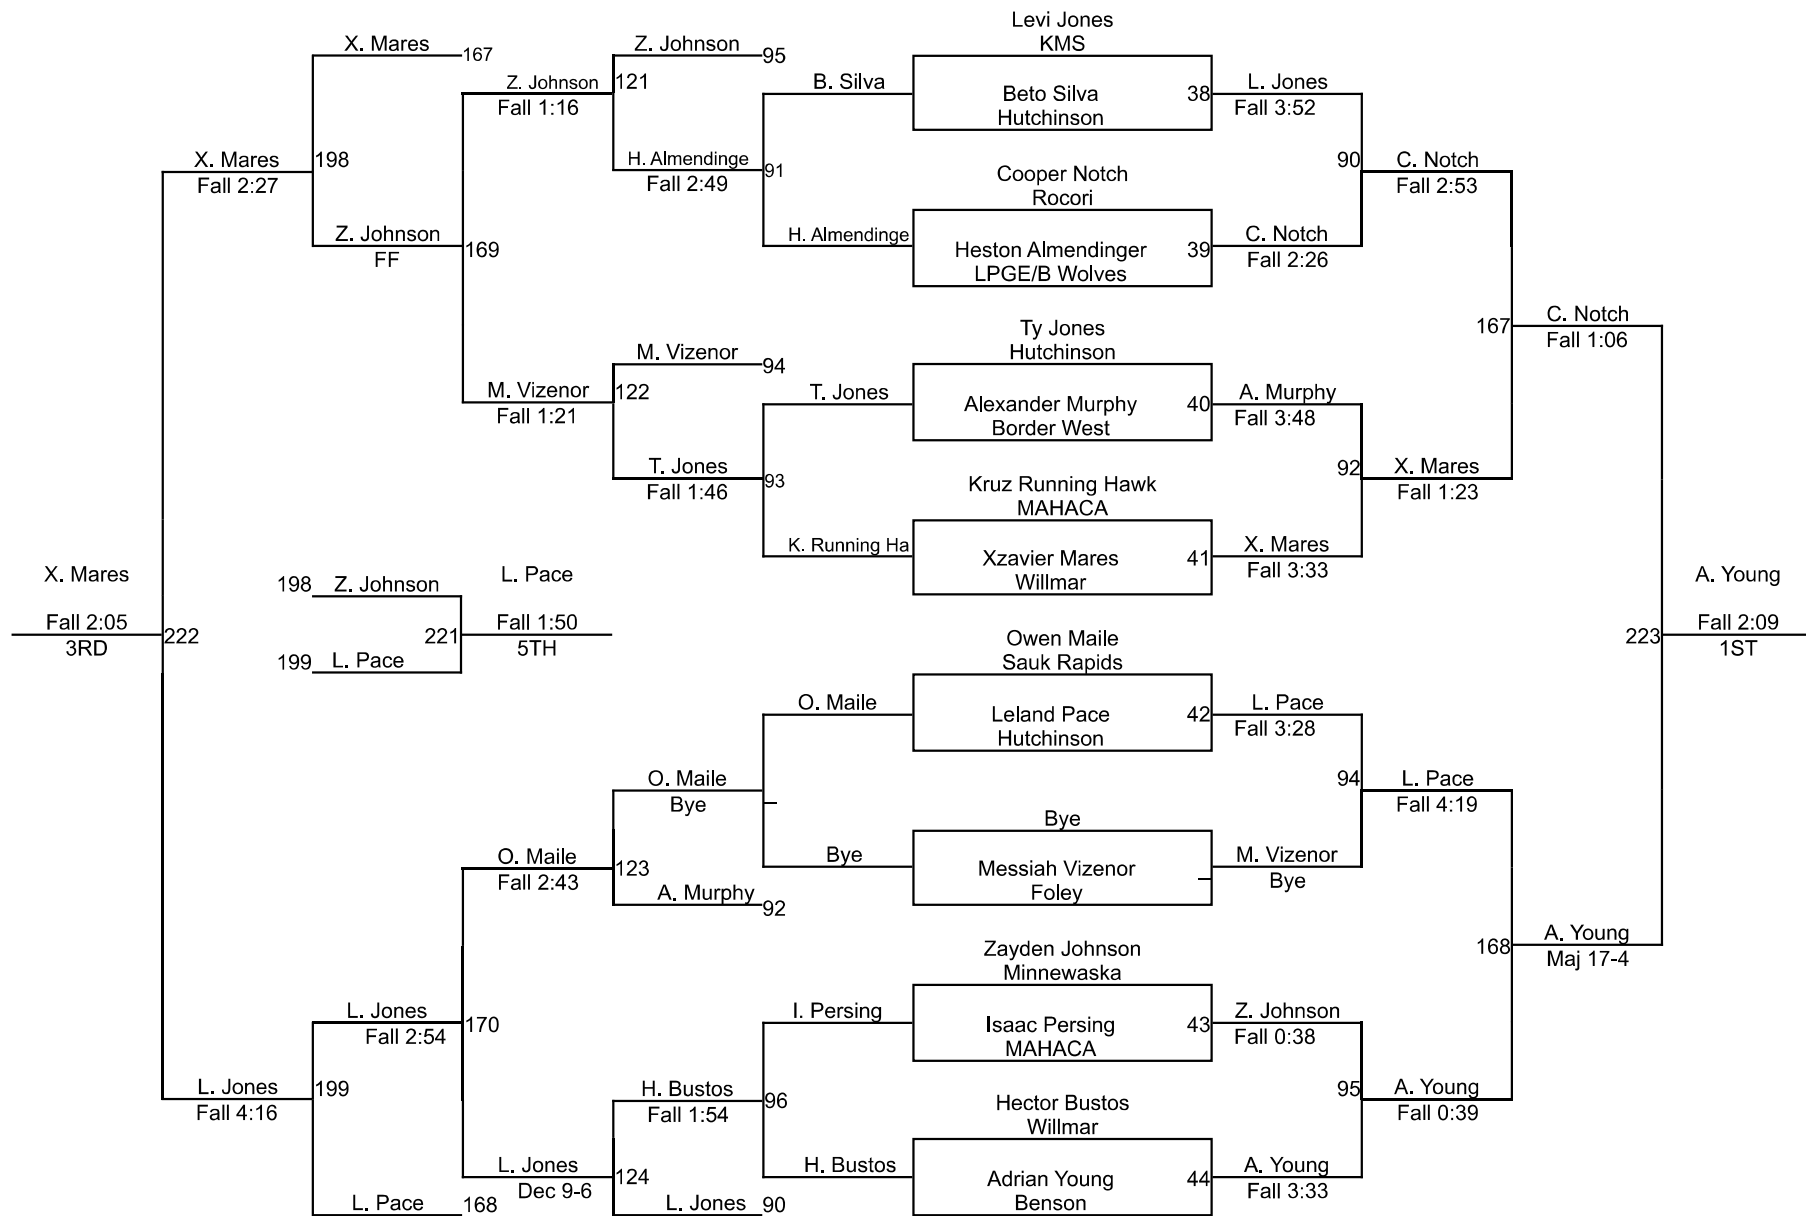 Levi Jones
KMS
X. Mares
167
Z. Johnson
95
Z. Johnson
121
Fall 1:16
B. Silva
Beto Silva
38
Hutchinson
L. Jones
Fall 3:52
X. Mares
198
Fall 2:27
H. Almendinge
91
Fall 2:49
Cooper Notch
Rocori
90
C. Notch
Fall 2:53
Z. Johnson
FF
169
H. Almendinge
Heston Almendinger
39
LPGE/B Wolves
C. Notch
Fall 2:26
Ty Jones
Hutchinson
167
C. Notch
Fall 1:06
M. Vizenor
94
M. Vizenor
122
Fall 1:21
T. Jones
Alexander Murphy
40
Border West
A. Murphy
Fall 3:48
T. Jones
93
Fall 1:46
Kruz Running Hawk
MAHACA
92
X. Mares
Fall 1:23
K. Running Ha
Xzavier Mares
41
Willmar
X. Mares
Fall 3:33
X. Mares
Fall 2:05
3RD
222
198
Z. Johnson
199
L. Pace
221
L. Pace
Fall 1:50
5TH
A. Young
223
Fall 2:09
1ST
Owen Maile
Sauk Rapids
O. Maile
Leland Pace
42
Hutchinson
L. Pace
Fall 3:28
O. Maile
Bye
94
L. Pace
Fall 4:19
Bye
O. Maile
123
Fall 2:43
Bye
Messiah Vizenor
Foley
M. Vizenor
Bye
A. Murphy
92
168
A. Young
Maj 17-4
Zayden Johnson
Minnewaska
L. Jones
170
Fall 2:54
I. Persing
Isaac Persing
43
MAHACA
Z. Johnson
Fall 0:38
L. Jones
199
Fall 4:16
H. Bustos
96
Fall 1:54
Hector Bustos
Willmar
95
A. Young
Fall 0:39
L. Jones
124
Dec 9-6
H. Bustos
Adrian Young
44
Benson
A. Young
Fall 3:33
L. Pace
168
L. Jones
90